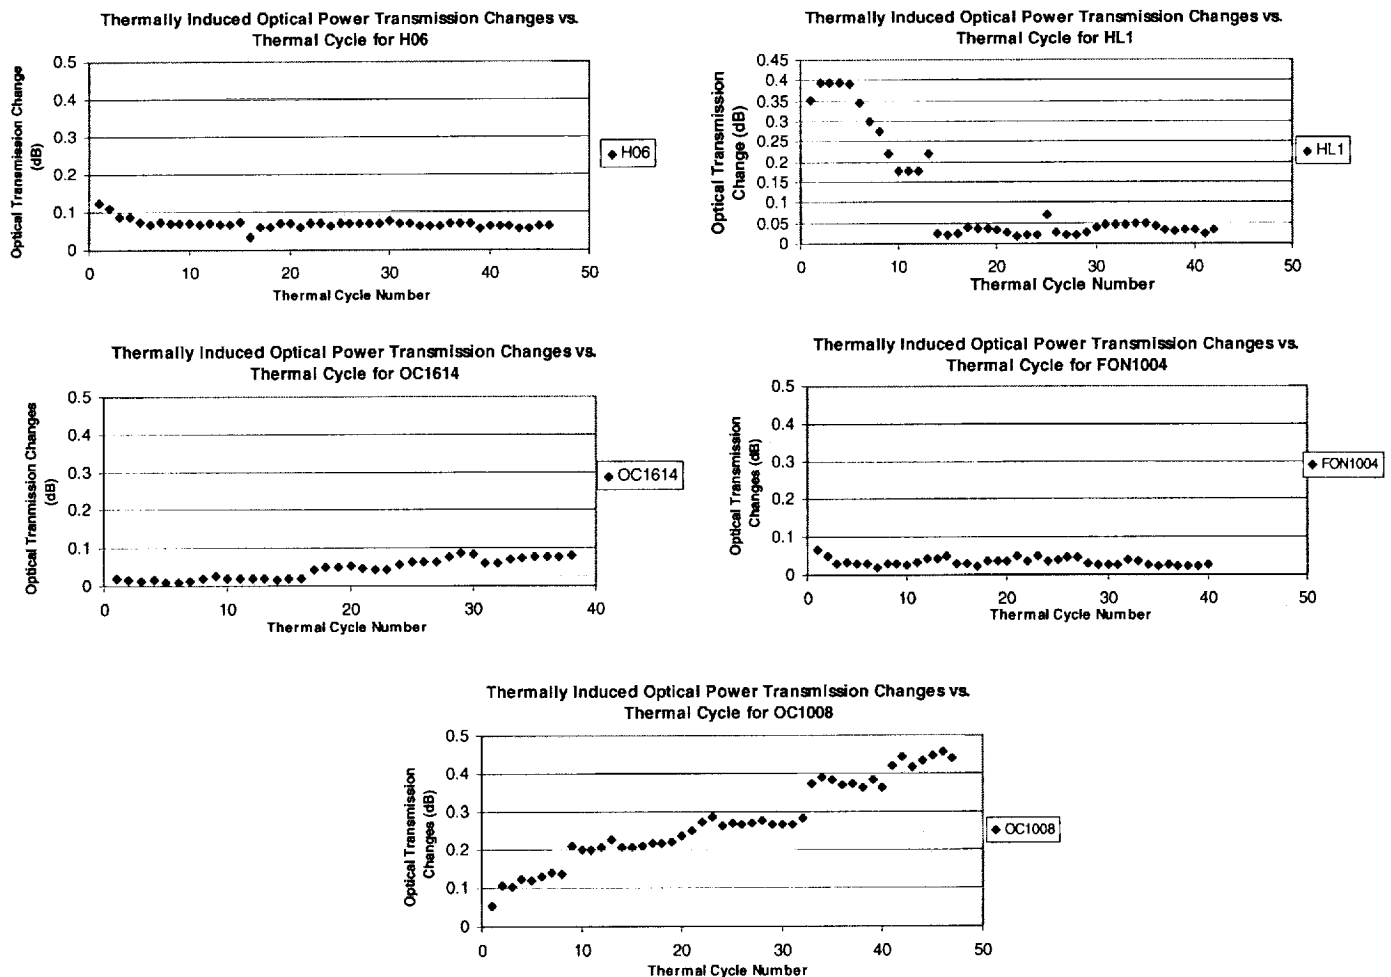 Thermally Induced Optical Power Transmission Changes vs.
Thermal Cycle for H06
Optical Transmission Change
(dB)
0.5
0.4
0.3
0.2
0.1
0
0 10 20 30 40 50
Thermal Cycle Number
H06
Thermally Induced Optical Power Transmission Changes vs.
Thermal Cycle for HL1
Optical Transmission
Change (dB)
0.45
0.4
0.35
0.3
0.25
0.2
0.15
0.1
0.05
0
0 10 20 30 40 50
Thermal Cycle Number
HL1
Thermally Induced Optical Power Transmission Changes vs.
Thermal Cycle for OC1614
Optical Tranmission Changes
(dB)
0.5
0.4
0.3
0.2
0.1
0
0 10 20 30 40
Thermal Cycle Number
OC1614
Thermally Induced Optical Power Transmission Changes vs.
Thermal Cycle for FON1004
Optical Transmission
Changes (dB)
0.5
0.4
0.3
0.2
0.1
0
0 10 20 30 40 50
Thermal Cycle Number
FON1004
Thermally Induced Optical Power Transmission Changes vs.
Thermal Cycle for OC1008
Optical Transmission
Changes (dB)
0.5
0.4
0.3
0.2
0.1
0
0 10 20 30 40 50
Thermal Cycle Number
OC1008